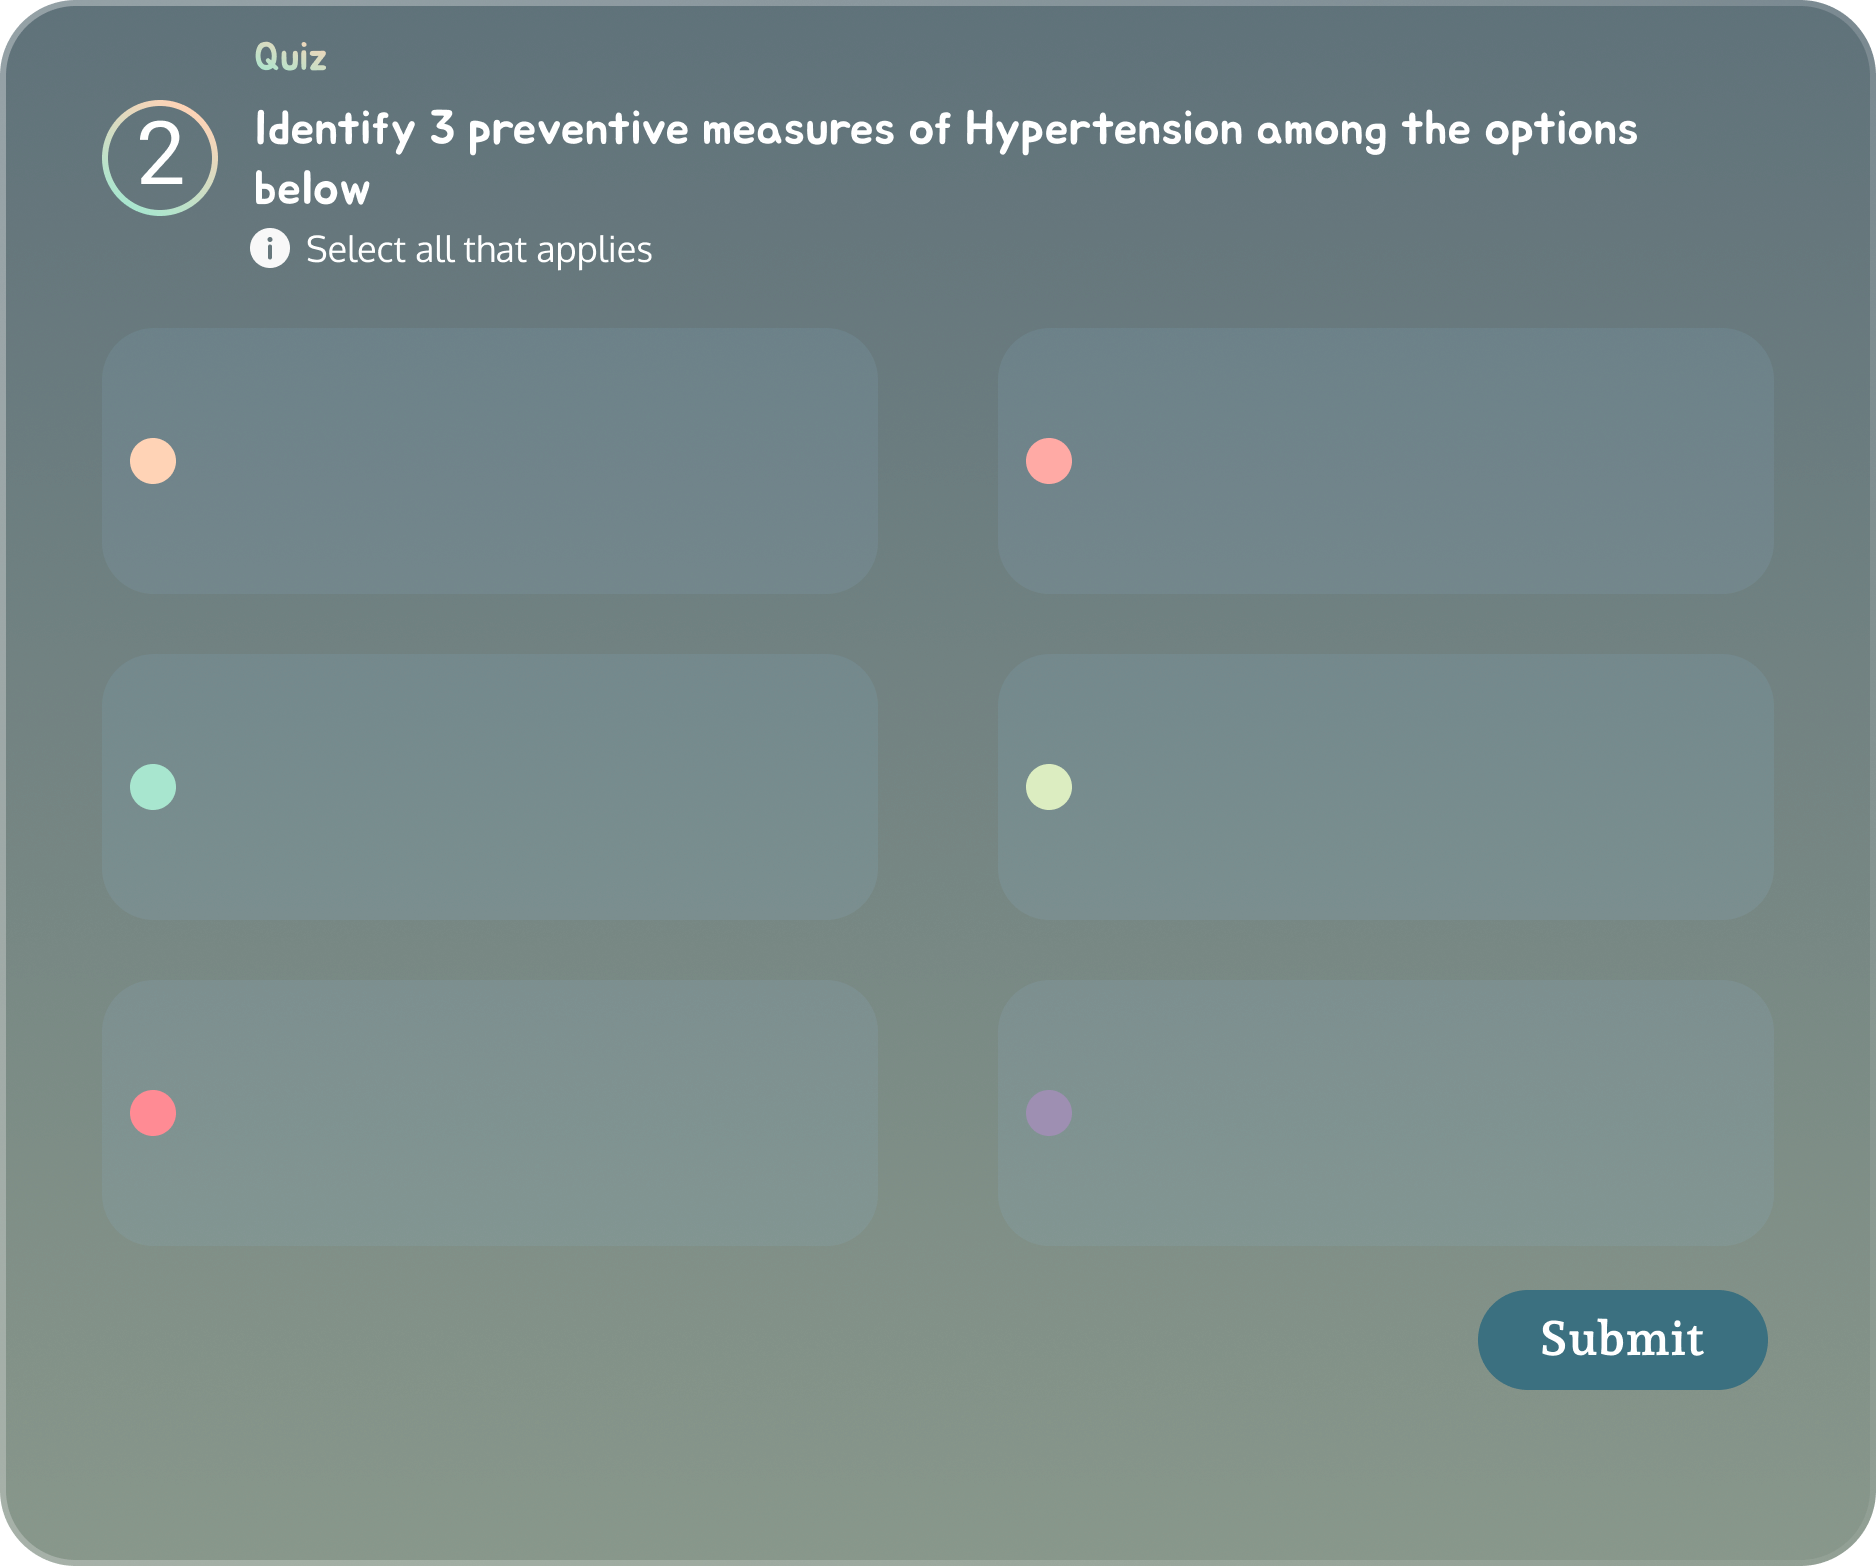 Quiz
2
Identify 3 preventive measures of Hypertension among the options
below
Select all that applies
Submit